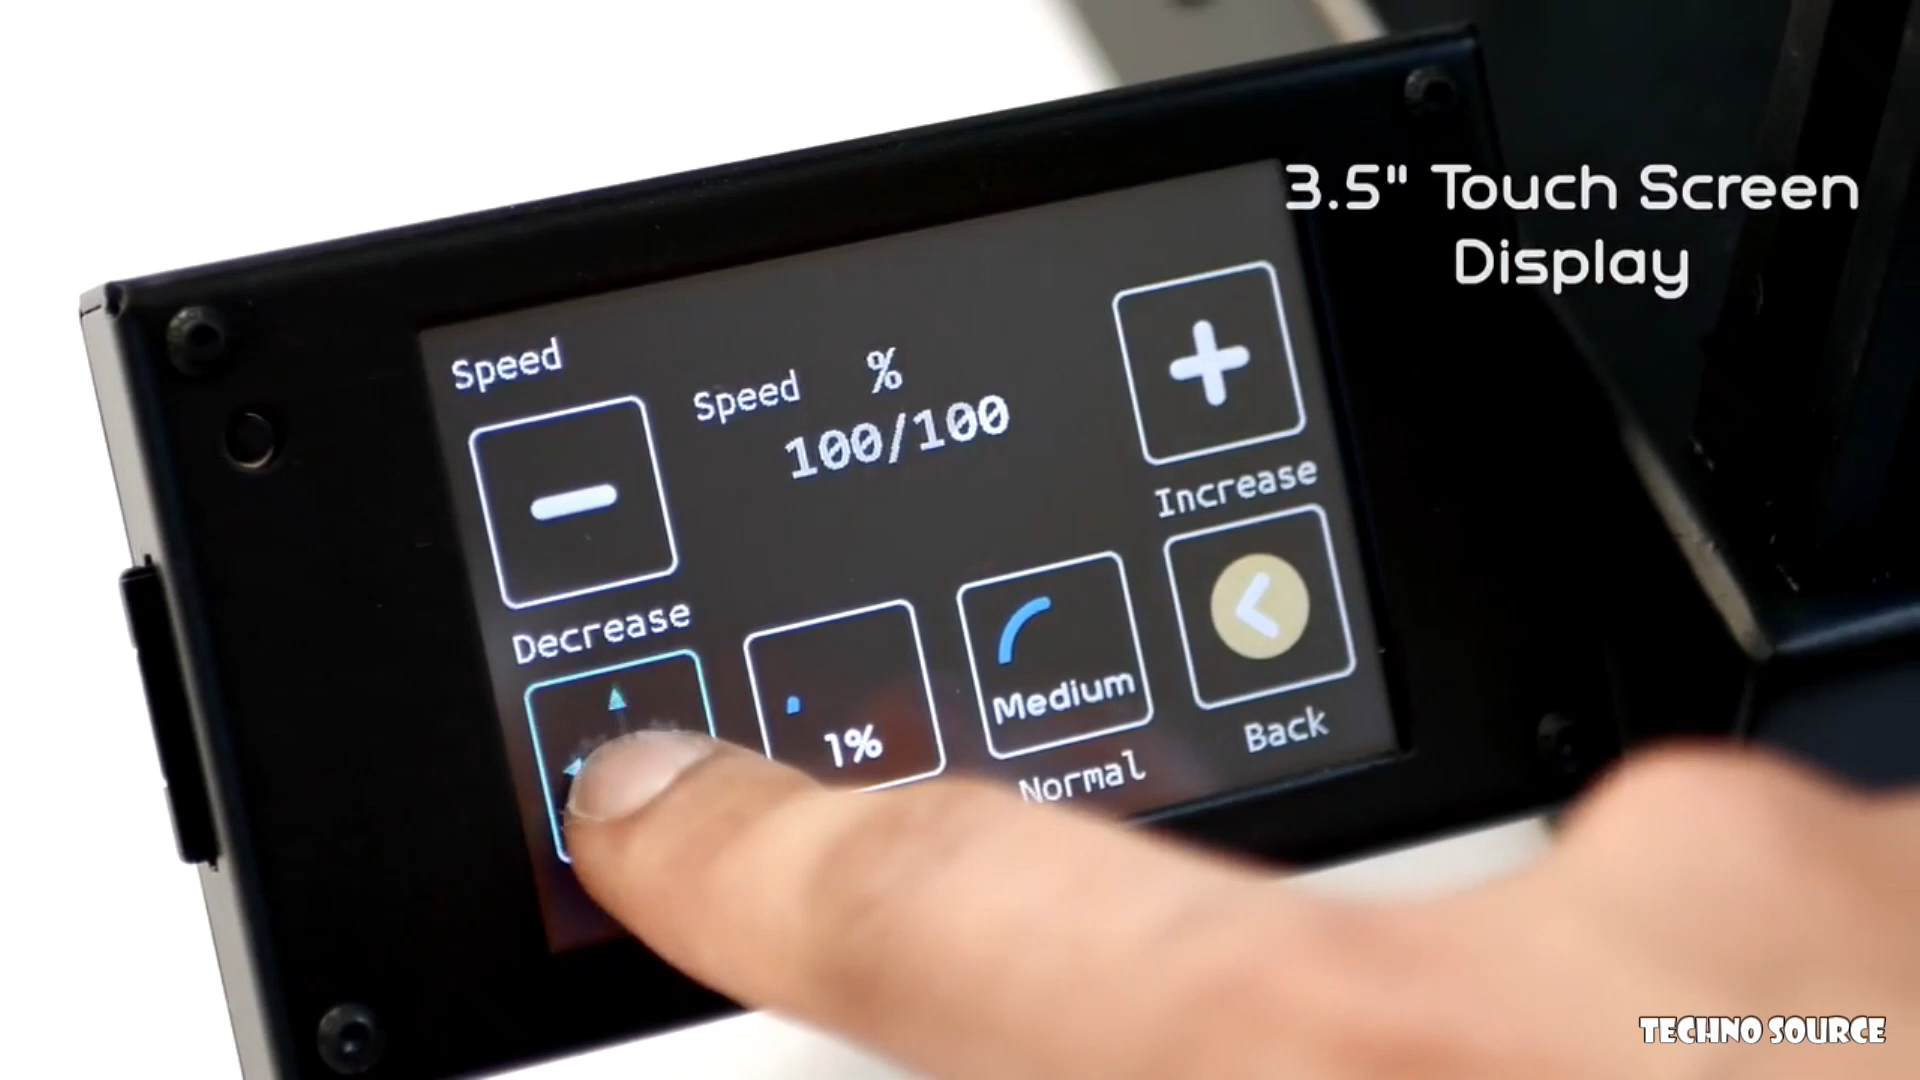 3.5" Touch Screen
Display
Speed
Speed %
100/100
Increase
Decrease
1%
Medium
Normal
Back
TECHNO SOURCE